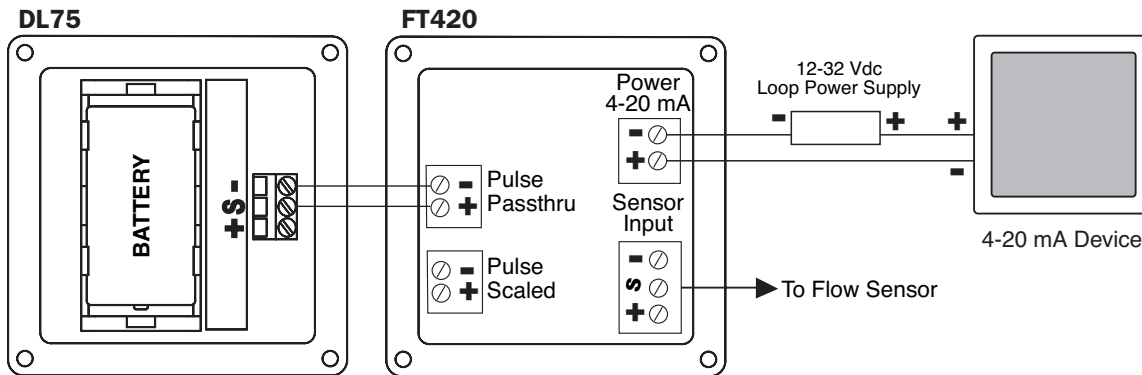 DL75
BATTERY
+ S -
FT420
Pulse
Passthru
- +
Pulse
Scaled
- +
Power
4-20 mA
- +
Sensor
Input
- S +
12-32 Vdc
Loop Power Supply
- +
+ -
4-20 mA Device
To Flow Sensor